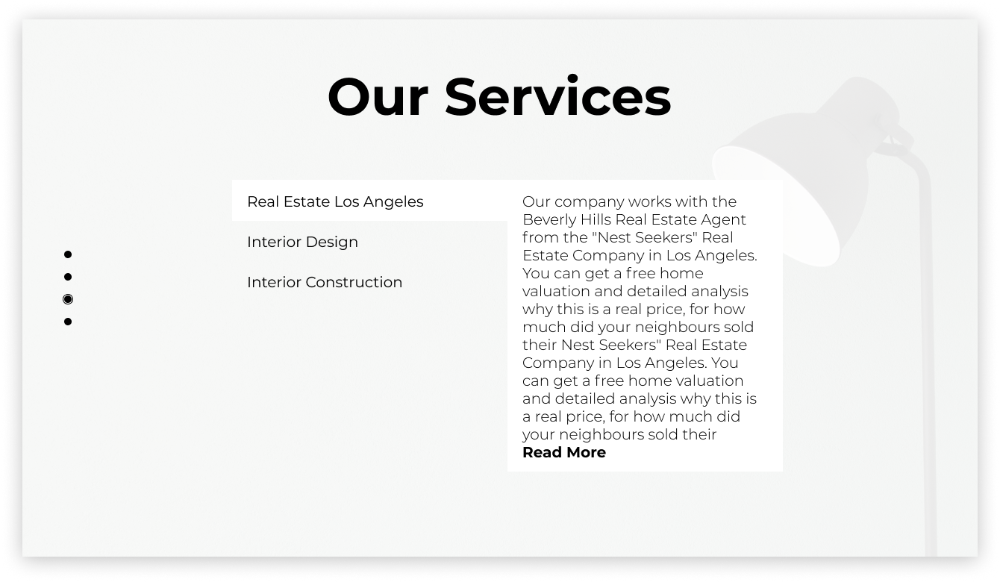 Our Services
Real Estate Los Angeles
Interior Design
Interior Construction
Our company works with the
Beverly Hills Real Estate Agent
from the "Nest Seekers" Real
Estate Company in Los Angeles.
You can get a free home
valuation and detailed analysis
why this is a real price, for how
much did your neighbours sold
their Nest Seekers" Real Estate
Company in Los Angeles. You
can get a free home valuation
and detailed analysis why this is
a real price, for how much did
your neighbours sold their
Read More